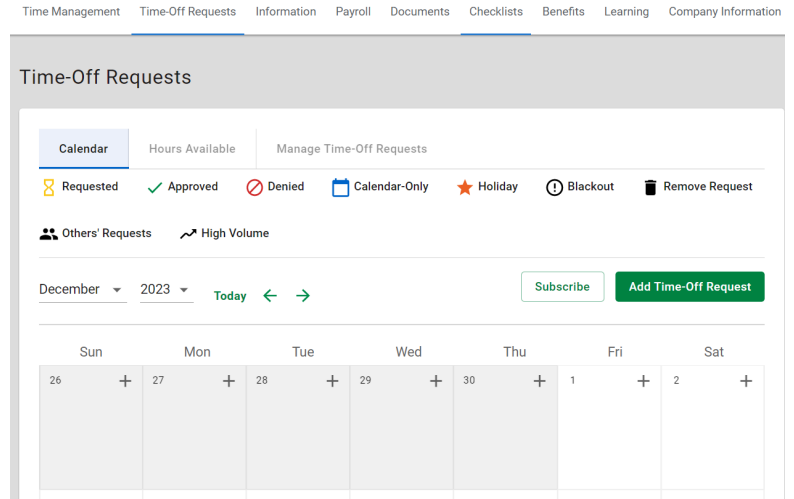 Time Management Time-Off Requests Information Payroll Documents Checklists Benefits Learning Company Information
Time-Off Requests
Calendar Hours Available Manage Time-Off Requests
Requested Approved Denied Calendar-Only Holiday Blackout Remove Request
Others' Requests High Volume
December 2023 Today Subscribe Add Time-Off Request
Sun Mon Tue Wed Thu Fri Sat
26 27 28 29 30 1 2